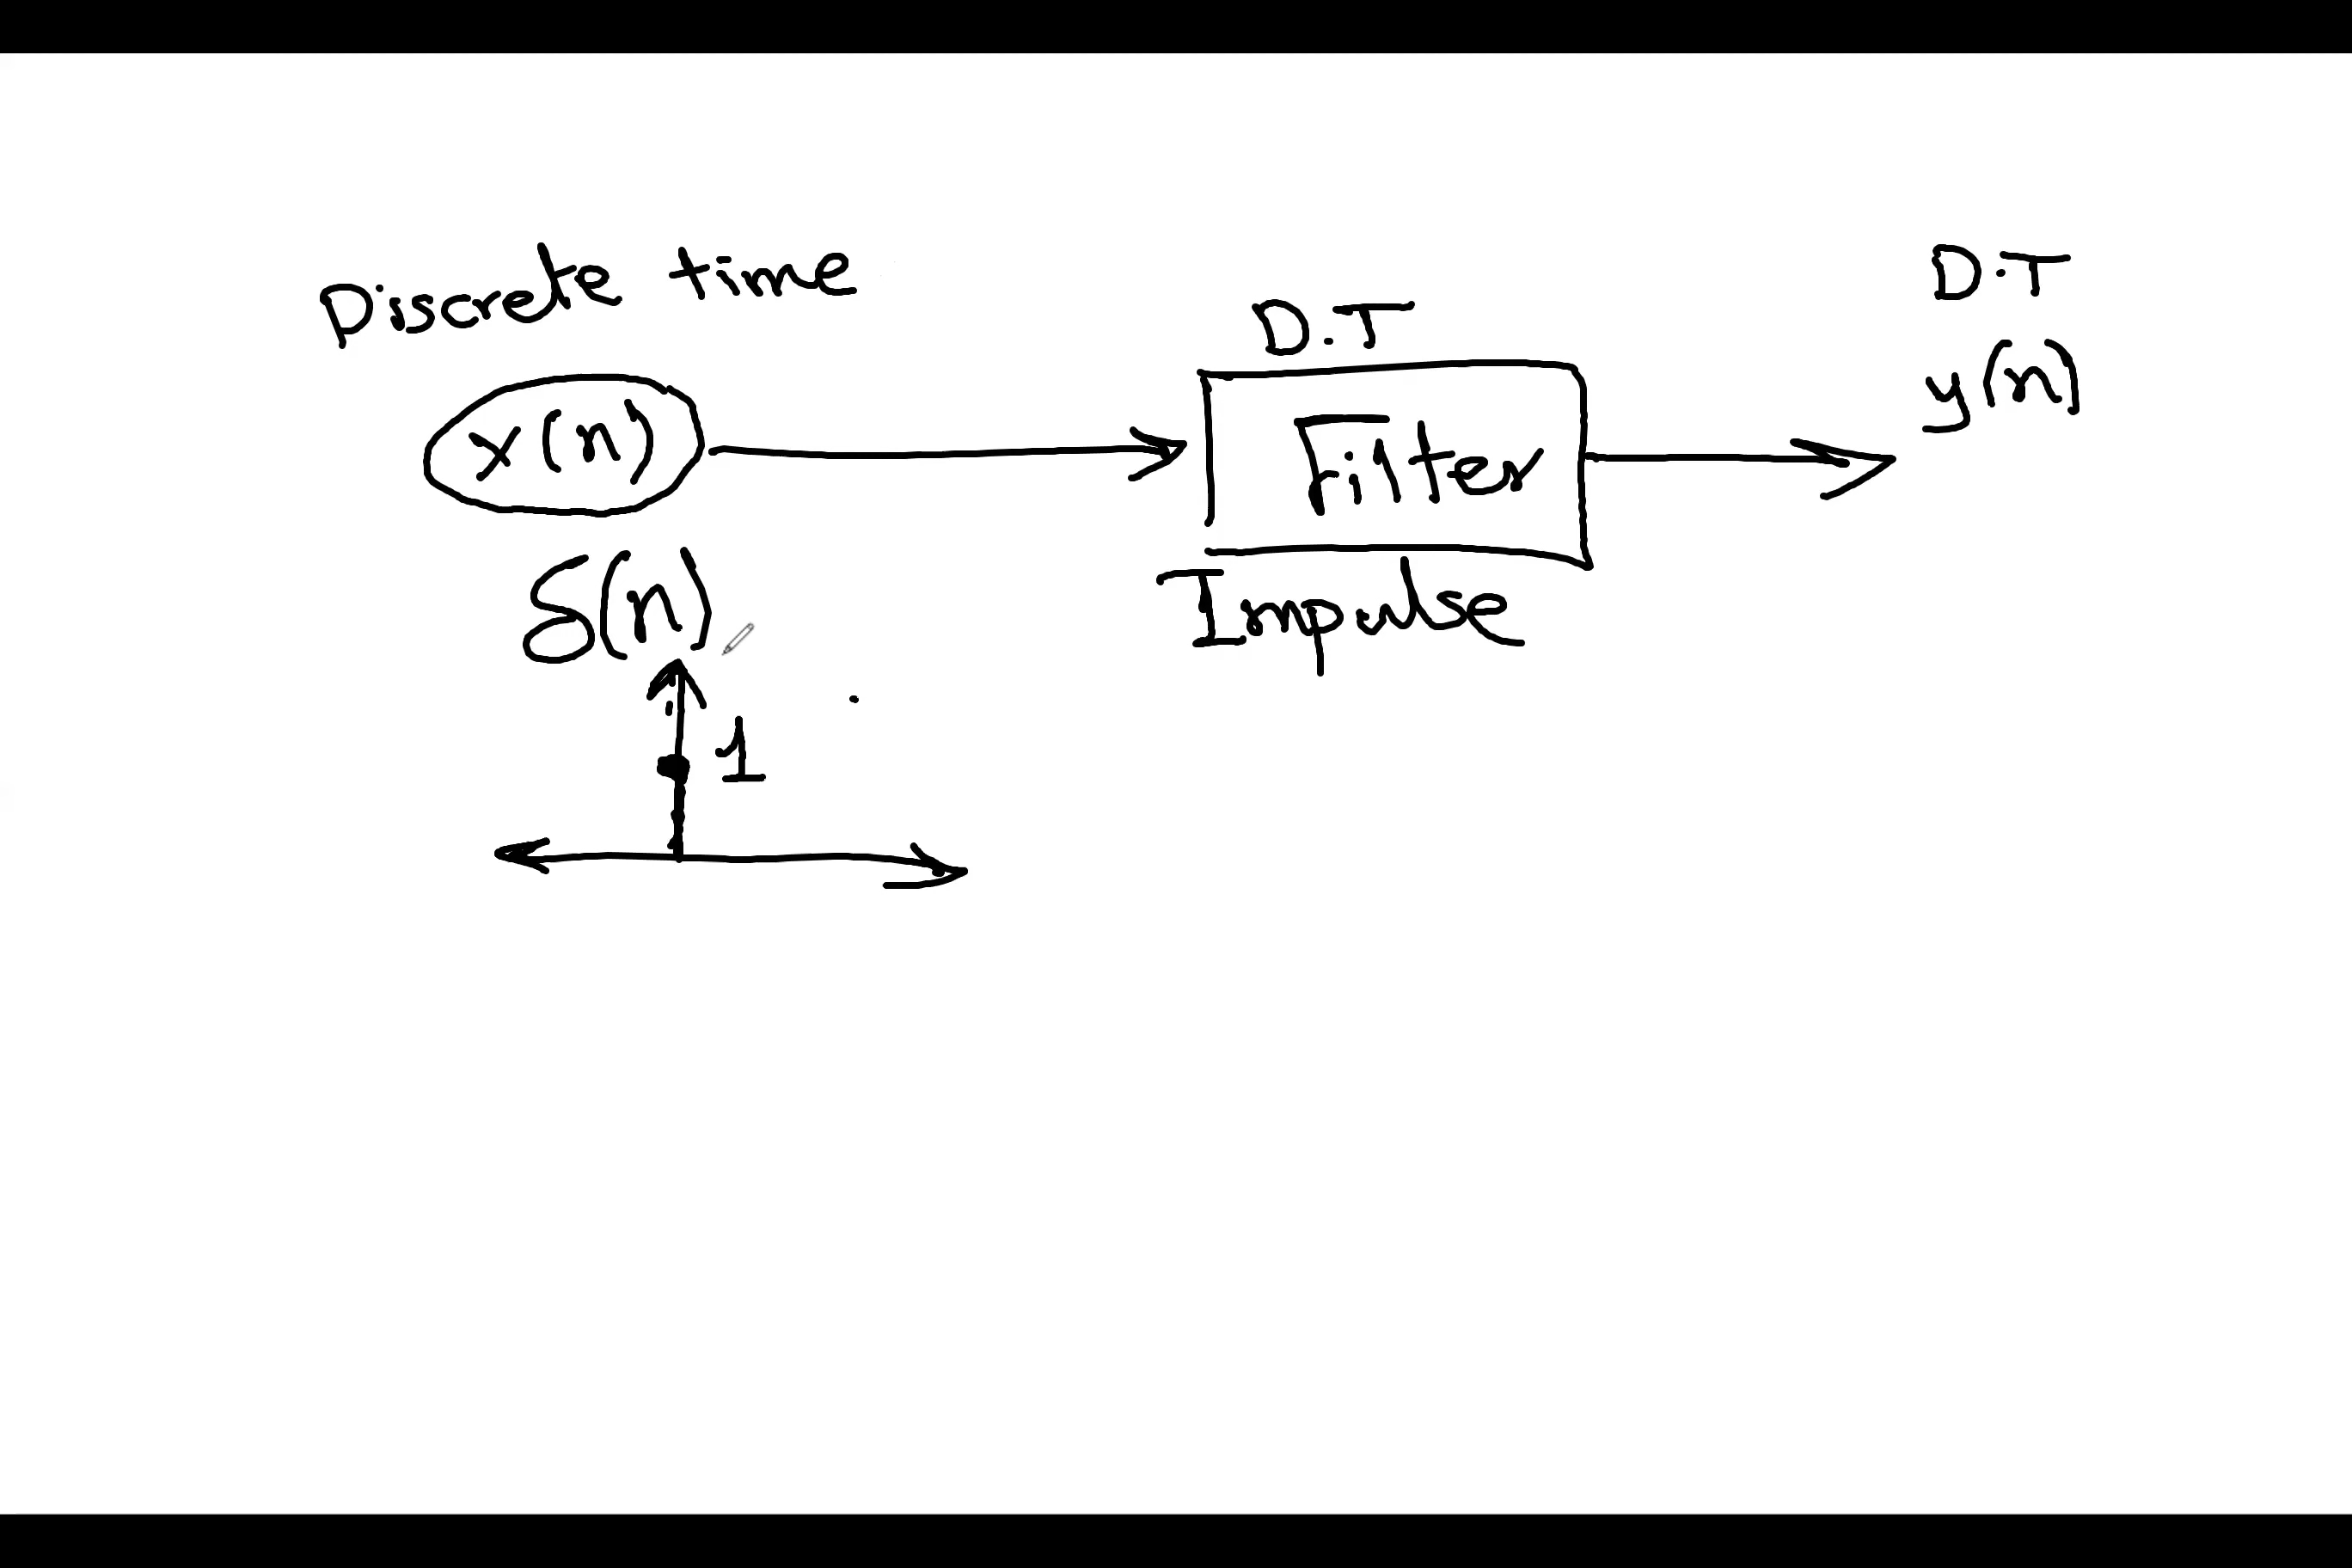 Discrete time
D.T
D.T
x(n)
Filter
y(n)
δ(n)
Impulse
1